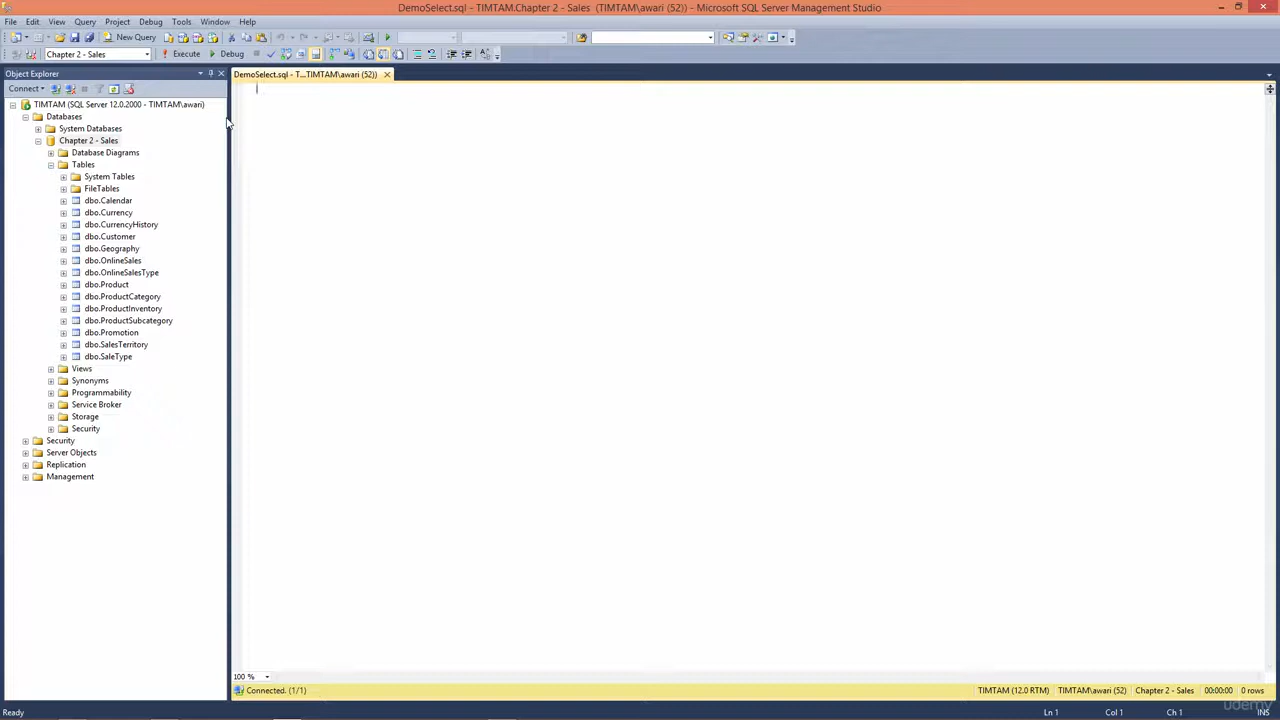 DemoSelect.sql - TIMTAM.Chapter 2 - Sales (TIMTAM\awari (52)) - Microsoft SQL Server Management Studio
File Edit View Query Project Debug Tools Window Help
New Query
Chapter 2 - Sales Execute Debug
Object Explorer
DemoSelect.sql - T...TIMTAM\awari (52))
Connect
TIMTAM (SQL Server 12.0.2000 - TIMTAM\awari)
Databases
System Databases
Chapter 2 - Sales
Database Diagrams
Tables
System Tables
FileTables
dbo.Calendar
dbo.Currency
dbo.CurrencyHistory
dbo.Customer
dbo.Geography
dbo.OnlineSales
dbo.OnlineSalesType
dbo.Product
dbo.ProductCategory
dbo.ProductInventory
dbo.ProductSubcategory
dbo.Promotion
dbo.SalesTerritory
dbo.SaleType
Views
Synonyms
Programmability
Service Broker
Storage
Security
Security
Server Objects
Replication
Management
100 %
Connected. (1/1) TIMTAM (12.0 RTM) TIMTAM\awari (52) Chapter 2 - Sales 00:00:00 0 rows
Ready Ln 1 Col 1 Ch 1 INS
udemy